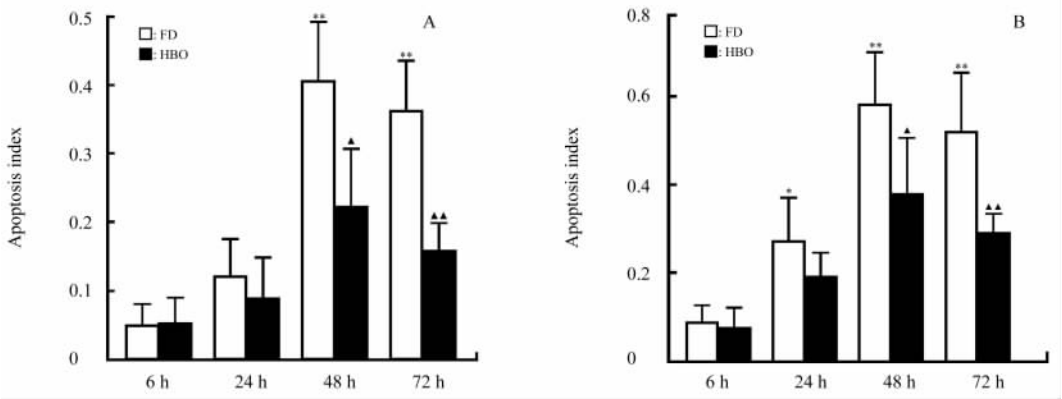 A
0.5
0.4
0.3
0.2
0.1
0
Apoptosis index
□: FD
■: HBO
**
▲
**
▲▲
6 h 24 h 48 h 72 h
B
0.8
0.6
0.4
0.2
0
Apoptosis index
□: FD
■: HBO
*
**
▲
**
▲▲
6 h 24 h 48 h 72 h